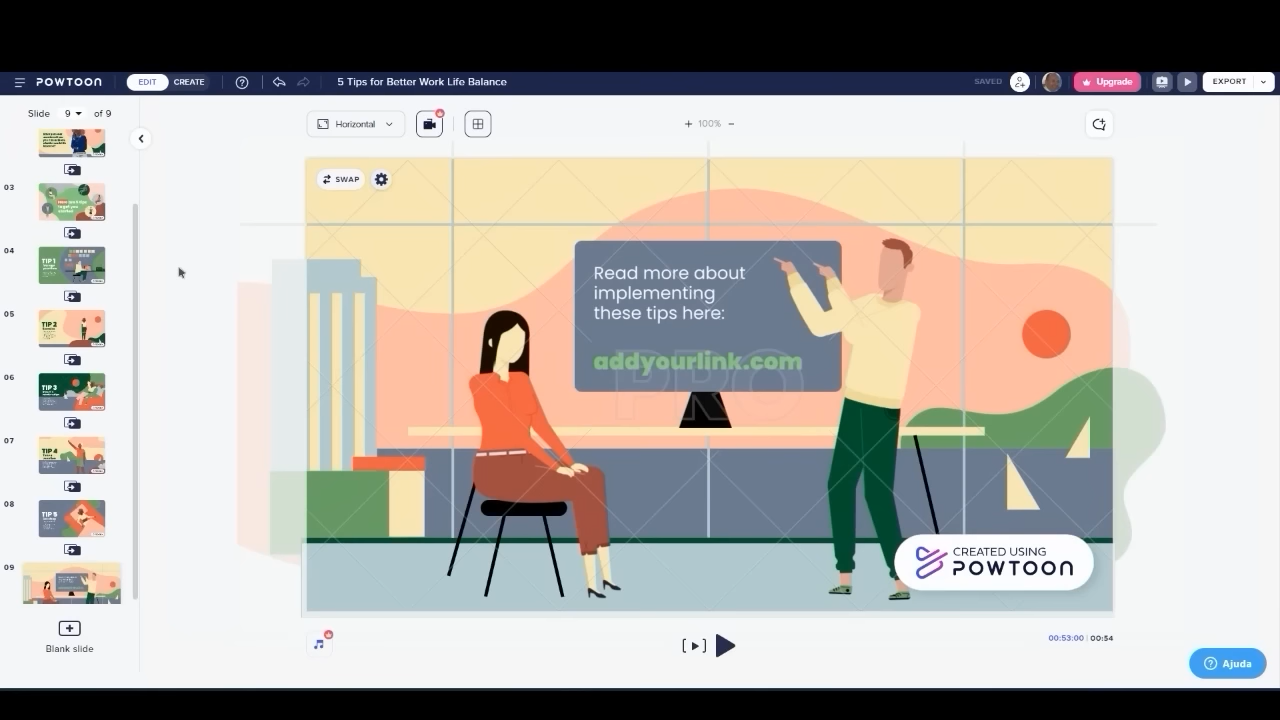 POWTOON
EDIT
CREATE
5 Tips for Better Work Life Balance
SAVED
Upgrade
EXPORT
Slide 9 of 9
Horizontal
+ 100% −
03
04
TIP 1
05
TIP 2
06
TIP 3
07
TIP 4
08
TIP 5
09
Blank slide
SWAP
Read more about
implementing
these tips here:
addyourlink.com
PRO
CREATED USING
POWTOON
00:53:00 | 00:54
? Ajuda